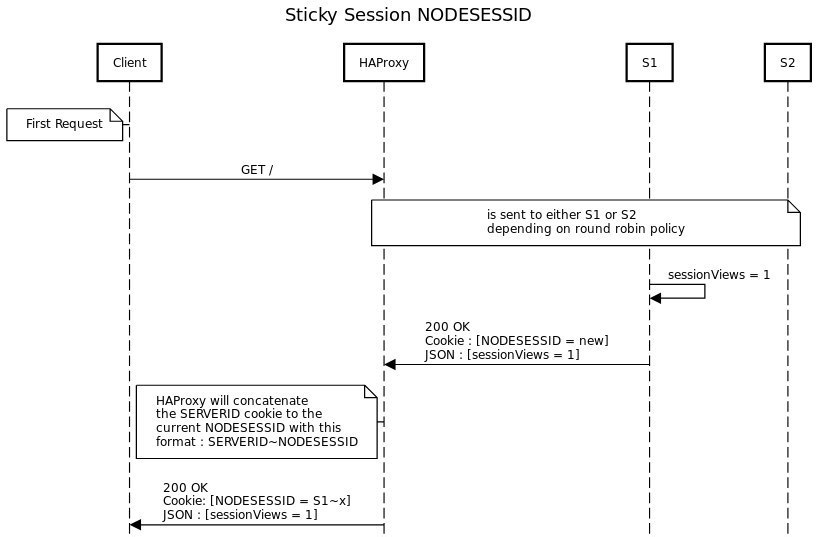 Sticky Session NODESESSID
Client
HAProxy
S1
S2
First Request
GET /
is sent to either S1 or S2
depending on round robin policy
sessionViews = 1
200 OK
Cookie : [NODESESSID = new]
JSON : [sessionViews = 1]
HAProxy will concatenate
the SERVERID cookie to the
current NODESESSID with this
format : SERVERID~NODESESSID
200 OK
Cookie: [NODESESSID = S1~x]
JSON : [sessionViews = 1]